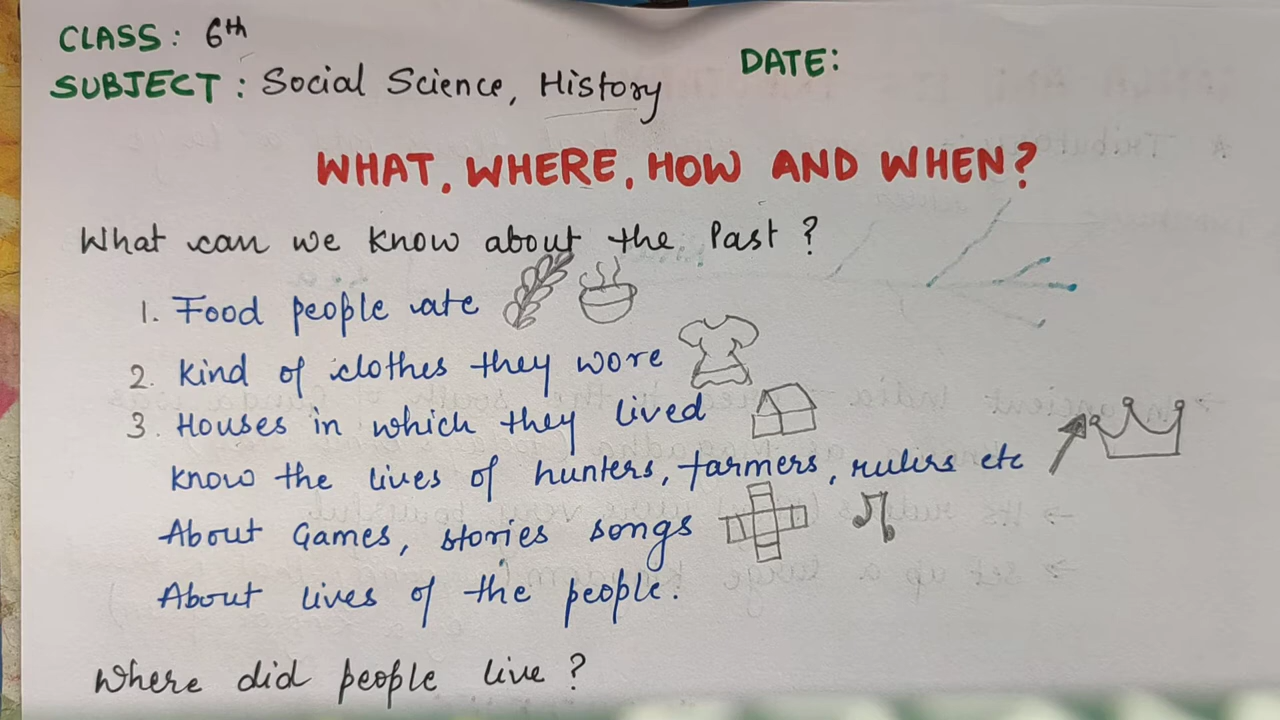 CLASS: 6th
SUBJECT: Social Science, History
DATE:
WHAT, WHERE, HOW AND WHEN?
What can we know about the Past?
1. Food people ate
2. Kind of clothes they wore
3. Houses in which they lived
Know the lives of hunters, farmers, rulers etc
About Games, stories songs
About lives of the people.
Where did people live?